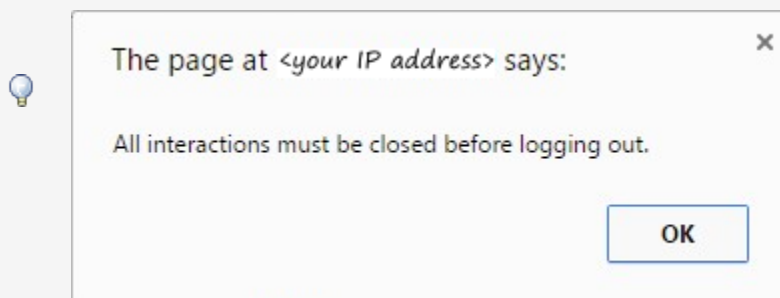 The page at <your IP address> says:
All interactions must be closed before logging out.
OK